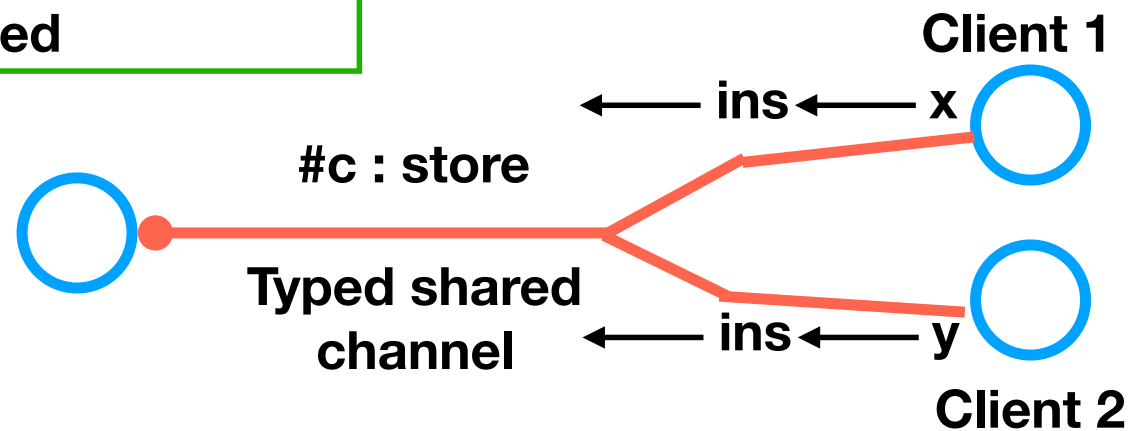 ed
Client 1
ins x
#c : store
Typed shared
channel
ins y
Client 2